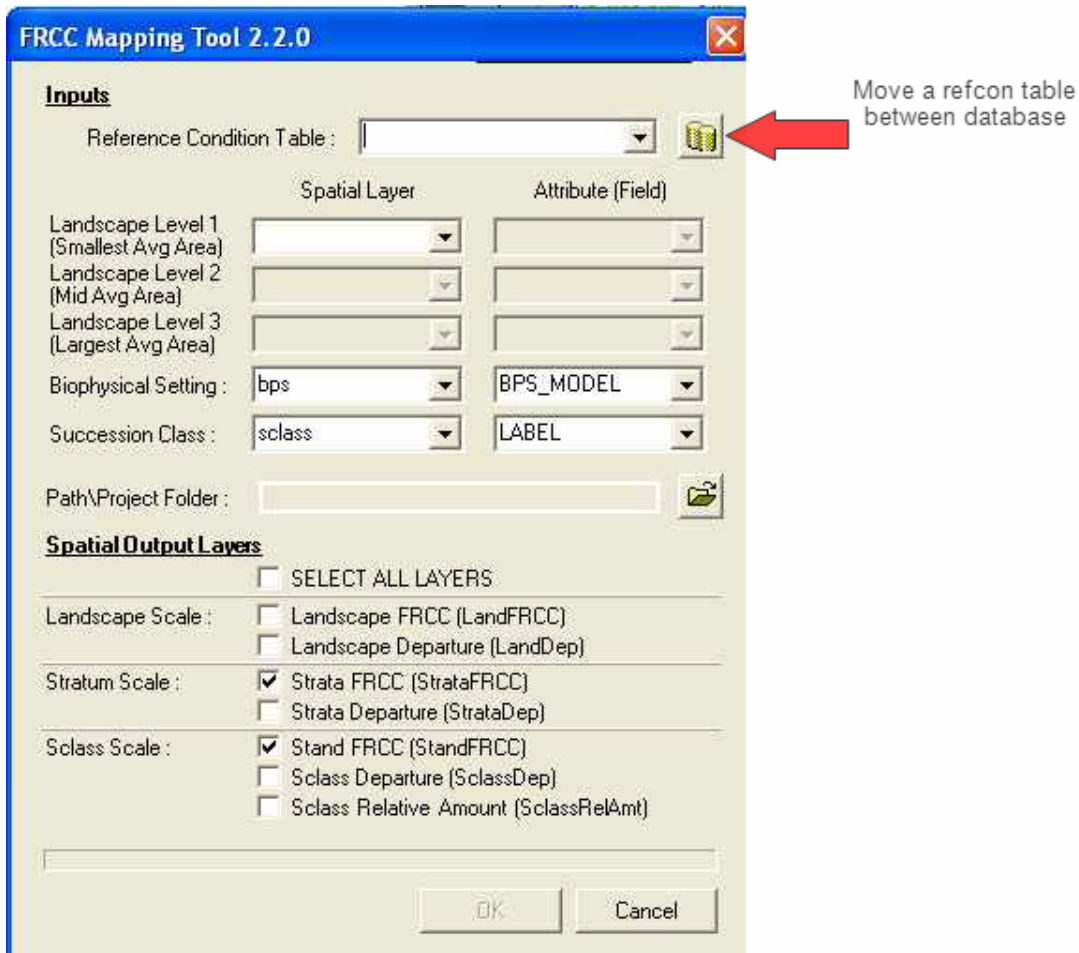 FRCC Mapping Tool 2.2.0
Inputs
Move a refcon table
between database
Reference Condition Table :
Spatial Layer Attribute (Field)
Landscape Level 1
(Smallest Avg Area)
Landscape Level 2
(Mid Avg Area)
Landscape Level 3
(Largest Avg Area)
Biophysical Setting : bps BPS_MODEL
Succession Class : sclass LABEL
Path\Project Folder :
Spatial Output Layers
SELECT ALL LAYERS
Landscape Scale : Landscape FRCC (LandFRCC)
Landscape Departure (LandDep)
Stratum Scale : Strata FRCC (StrataFRCC)
Strata Departure (StrataDep)
Sclass Scale : Stand FRCC (StandFRCC)
Sclass Departure (SclassDep)
Sclass Relative Amount (SclassRelAmt)
OK Cancel